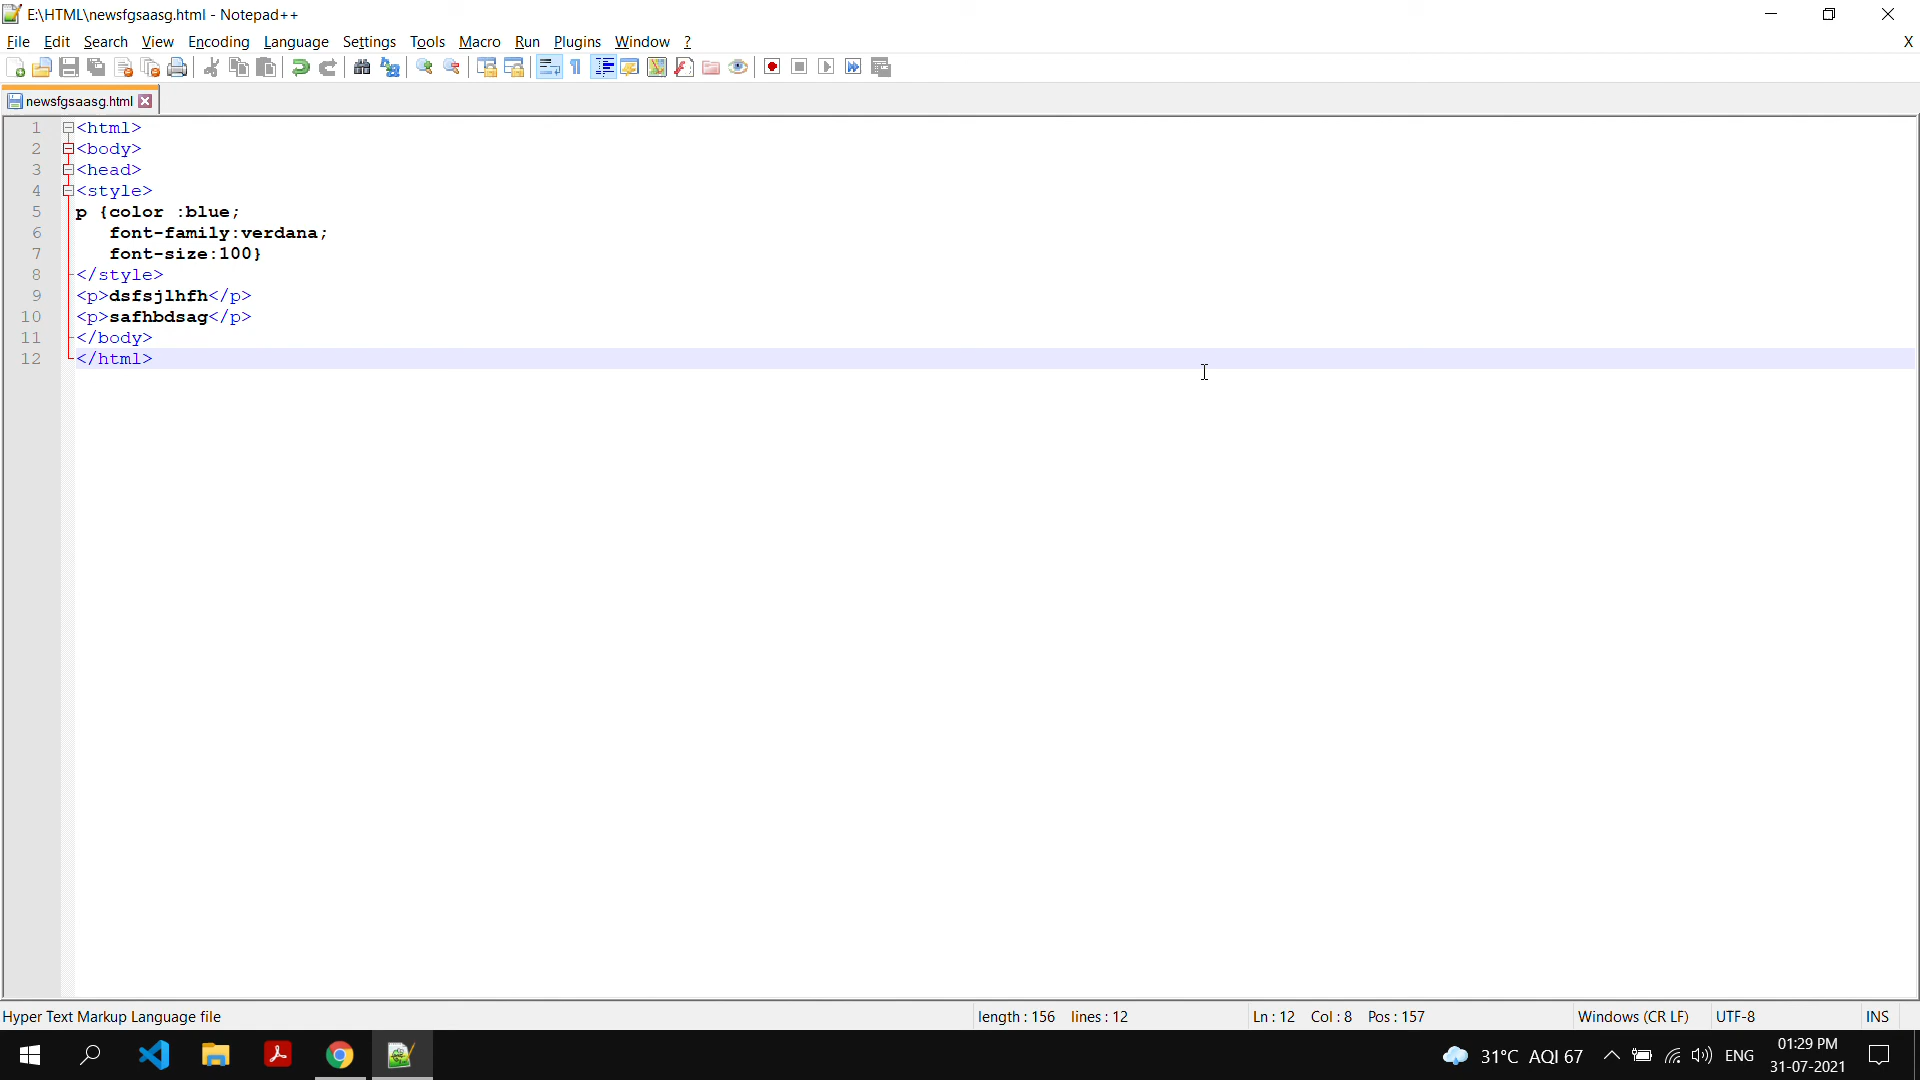 E:\HTML\newsfgsaasg.html - Notepad++
File Edit Search View Encoding Language Settings Tools Macro Run Plugins Window ? X
newsfgsaasg.html
1 <html>
2 <body>
3 <head>
4 <style>
5 p {color :blue;
6    font-family:verdana;
7    font-size:100}
8 </style>
9 <p>dsfsjlhfh</p>
10 <p>safhbdsag</p>
11 </body>
12 </html>
Hyper Text Markup Language file length : 156 lines : 12 Ln : 12 Col : 8 Pos : 157 Windows (CR LF) UTF-8 INS
31°C AQI 67 ENG 01:29 PM
31-07-2021